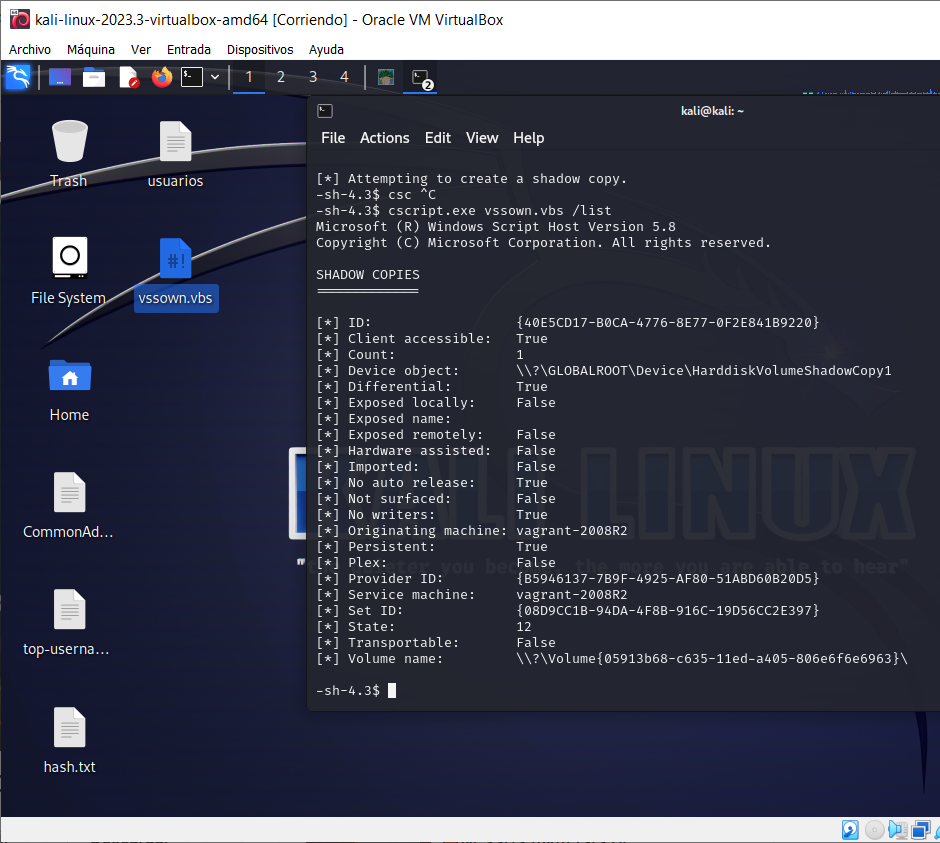 kali-linux-2023.3-virtualbox-amd64 [Corriendo] - Oracle VM VirtualBox
Archivo Máquina Ver Entrada Dispositivos Ayuda
1 2 3 4 2
kali@kali: ~
File Actions Edit View Help
Trash
usuarios
File System
vssown.vbs
Home
CommonAd...
top-userna...
hash.txt
[*] Attempting to create a shadow copy.
-sh-4.3$ csc ^C
-sh-4.3$ cscript.exe vssown.vbs /list
Microsoft (R) Windows Script Host Version 5.8
Copyright (C) Microsoft Corporation. All rights reserved.
SHADOW COPIES
=============
[*] ID: {40E5CD17-B0CA-4776-8E77-0F2E841B9220}
[*] Client accessible: True
[*] Count: 1
[*] Device object: \\?\GLOBALROOT\Device\HarddiskVolumeShadowCopy1
[*] Differential: True
[*] Exposed locally: False
[*] Exposed name:
[*] Exposed remotely: False
[*] Hardware assisted: False
[*] Imported: False
[*] No auto release: True
[*] Not surfaced: False
[*] No writers: True
[*] Originating machine: vagrant-2008R2
[*] Persistent: True
[*] Plex: False
[*] Provider ID: {B5946137-7B9F-4925-AF80-51ABD60B20D5}
[*] Service machine: vagrant-2008R2
[*] Set ID: {08D9CC1B-94DA-4F8B-916C-19D56CC2E397}
[*] State: 12
[*] Transportable: False
[*] Volume name: \\?\Volume{05913b68-c635-11ed-a405-806e6f6e6963}\
-sh-4.3$
KALI LINUX
you become, the more you are able to hear"